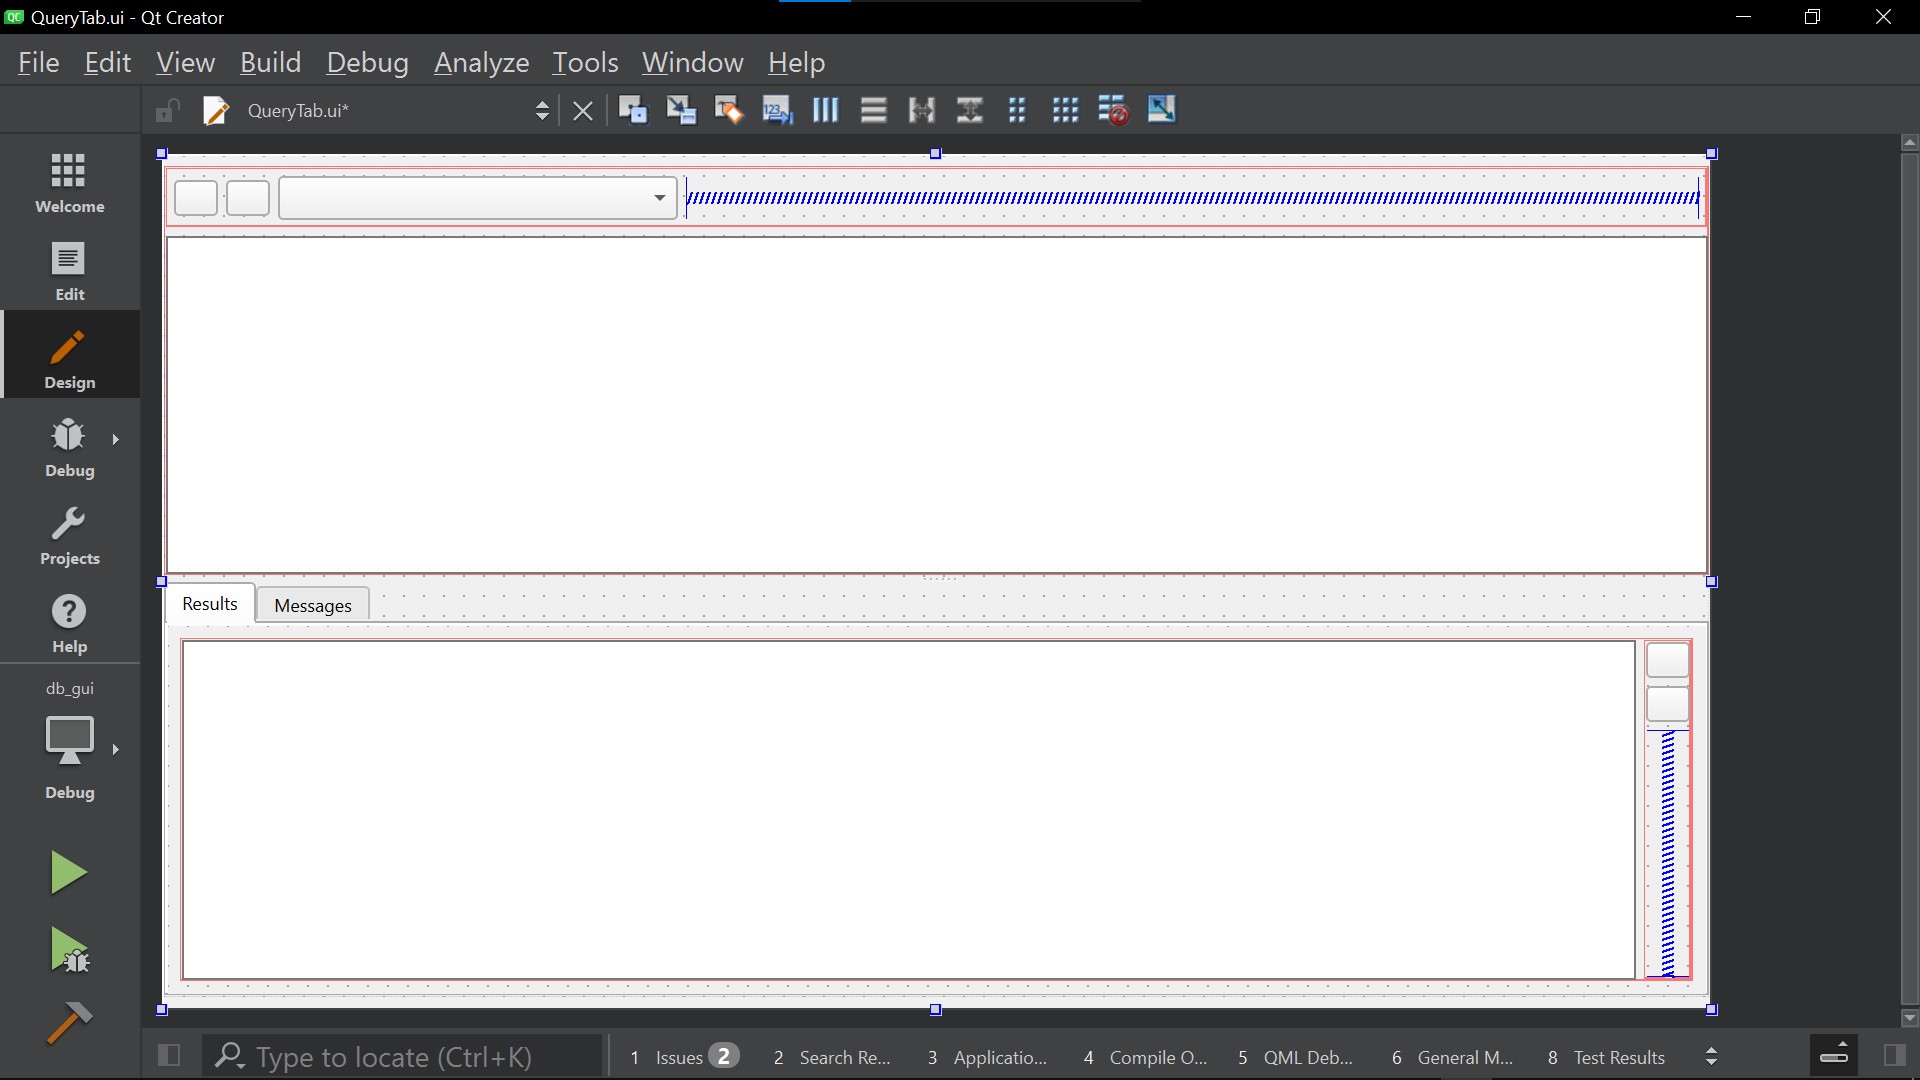 QC QueryTab.ui - Qt Creator
File Edit View Build Debug Analyze Tools Window Help
QueryTab.ui*
123
Welcome
Edit
Design
Debug
Projects
Help
db_gui
Debug
Results Messages
Type to locate (Ctrl+K) 1 Issues 2 2 Search Re... 3 Applicatio... 4 Compile O... 5 QML Deb... 6 General M... 8 Test Results